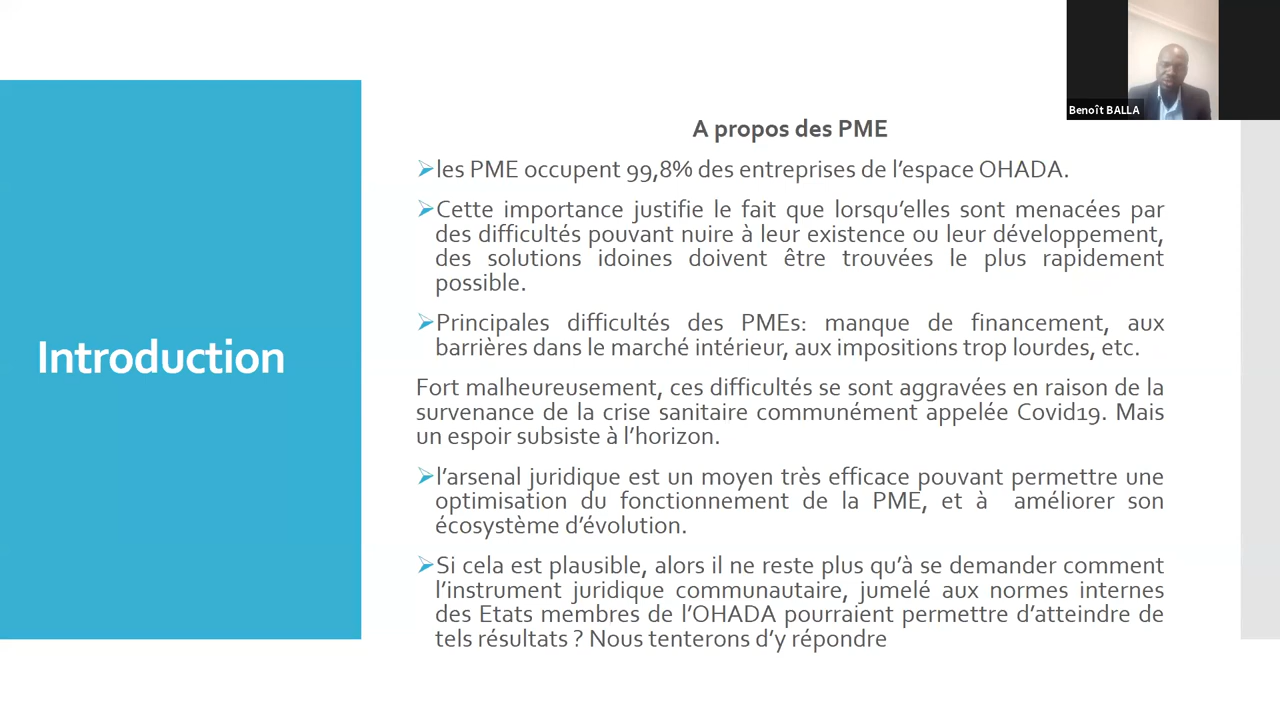 Benoît BALLA
A propos des PME
les PME occupent 99,8% des entreprises de l'espace OHADA.
Cette importance justifie le fait que lorsqu'elles sont menacées par
des difficultés pouvant nuire à leur existence ou leur développement,
des solutions idoines doivent être trouvées le plus rapidement
possible.
Principales difficultés des PMEs: manque de financement, aux
barrières dans le marché intérieur, aux impositions trop lourdes, etc.
Introduction
Fort malheureusement, ces difficultés se sont aggravées en raison de la
survenance de la crise sanitaire communément appelée Covid19. Mais
un espoir subsiste à l'horizon.
l'arsenal juridique est un moyen très efficace pouvant permettre une
optimisation du fonctionnement de la PME, et à améliorer son
écosystème d'évolution.
Si cela est plausible, alors il ne reste plus qu'à se demander comment
l'instrument juridique communautaire, jumelé aux normes internes
des Etats membres de l'OHADA pourraient permettre d'atteindre de
tels résultats ? Nous tenterons d'y répondre